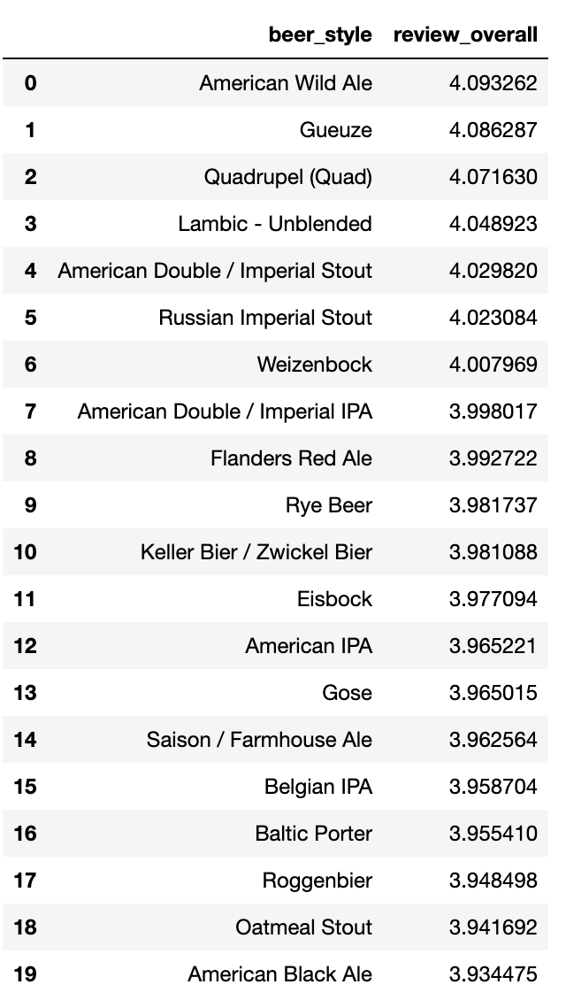 beer_style review_overall
0 American Wild Ale 4.093262
1 Gueuze 4.086287
2 Quadrupel (Quad) 4.071630
3 Lambic - Unblended 4.048923
4 American Double / Imperial Stout 4.029820
5 Russian Imperial Stout 4.023084
6 Weizenbock 4.007969
7 American Double / Imperial IPA 3.998017
8 Flanders Red Ale 3.992722
9 Rye Beer 3.981737
10 Keller Bier / Zwickel Bier 3.981088
11 Eisbock 3.977094
12 American IPA 3.965221
13 Gose 3.965015
14 Saison / Farmhouse Ale 3.962564
15 Belgian IPA 3.958704
16 Baltic Porter 3.955410
17 Roggenbier 3.948498
18 Oatmeal Stout 3.941692
19 American Black Ale 3.934475